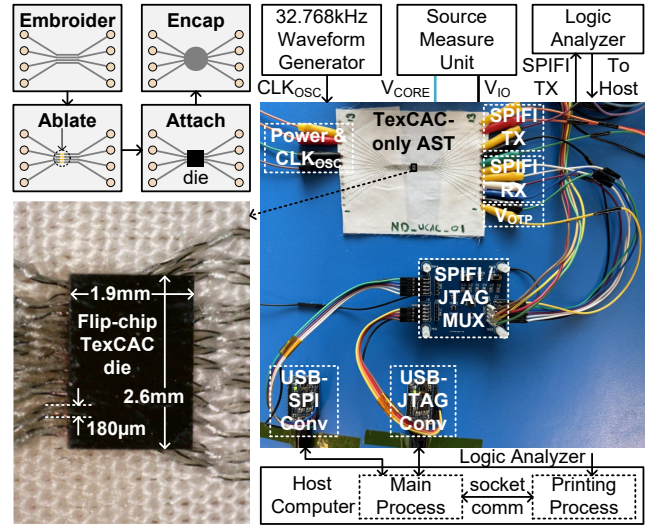 Embroider
Encap
Ablate
Attach
die
32.768kHz
Waveform
Generator
Source
Measure
Unit
Logic
Analyzer
CLKOSC
VCORE
VIO
SPIFI
TX
To
Host
TexCAC-
only AST
Power &
CLKOSC
SPIFI
TX
SPIFI
RX
VOTP
ND_UCAC_01
SPIFI /
JTAG
MUX
USB-
SPI
Conv
USB-
JTAG
Conv
1.9mm
Flip-chip
TexCAC
die
2.6mm
180µm
Logic Analyzer
Host
Computer
Main
Process
socket
comm
Printing
Process